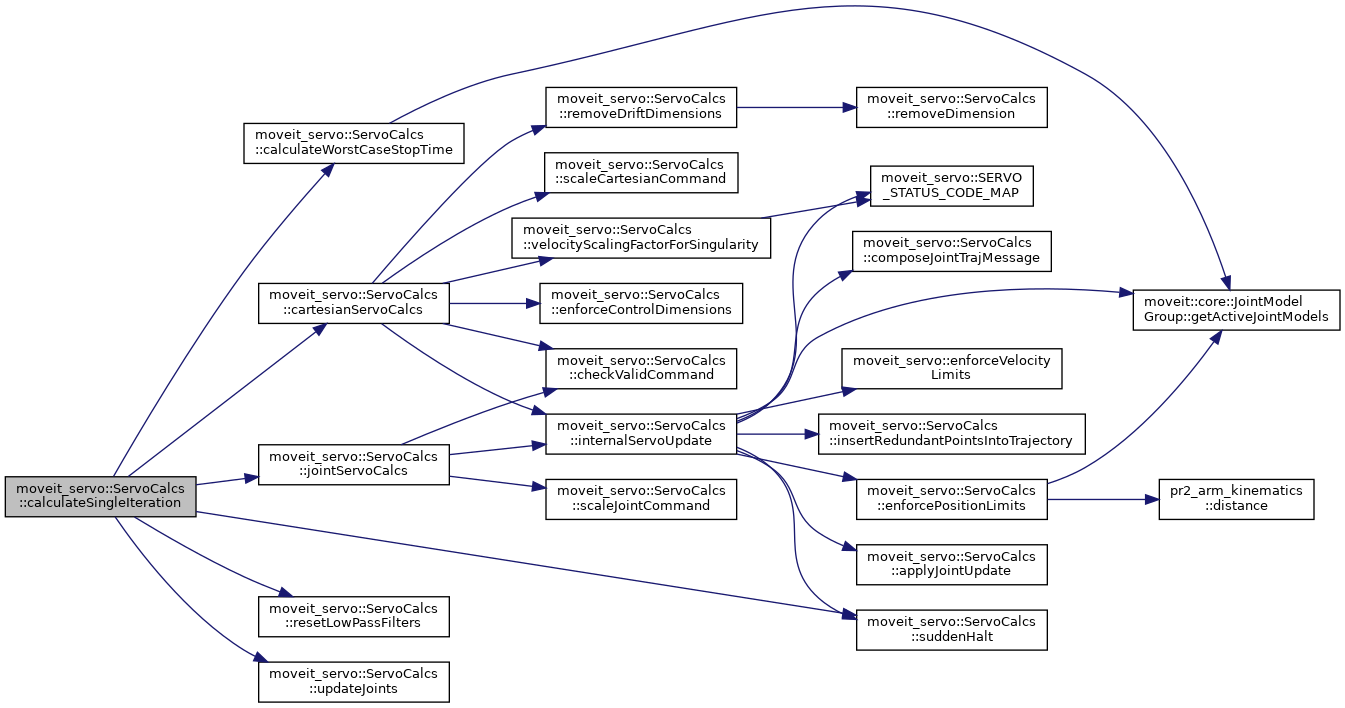 moveit_servo::ServoCalcs
::calculateSingleIteration
moveit_servo::ServoCalcs
::calculateWorstCaseStopTime
moveit_servo::ServoCalcs
::cartesianServoCalcs
moveit_servo::ServoCalcs
::jointServoCalcs
moveit_servo::ServoCalcs
::resetLowPassFilters
moveit_servo::ServoCalcs
::updateJoints
moveit_servo::ServoCalcs
::removeDriftDimensions
moveit_servo::ServoCalcs
::scaleCartesianCommand
moveit_servo::ServoCalcs
::velocityScalingFactorForSingularity
moveit_servo::ServoCalcs
::enforceControlDimensions
moveit_servo::ServoCalcs
::checkValidCommand
moveit_servo::ServoCalcs
::internalServoUpdate
moveit_servo::ServoCalcs
::scaleJointCommand
moveit_servo::ServoCalcs
::removeDimension
moveit_servo::SERVO
_STATUS_CODE_MAP
moveit_servo::ServoCalcs
::composeJointTrajMessage
moveit_servo::enforceVelocity
Limits
moveit_servo::ServoCalcs
::insertRedundantPointsIntoTrajectory
moveit_servo::ServoCalcs
::enforcePositionLimits
moveit_servo::ServoCalcs
::applyJointUpdate
moveit_servo::ServoCalcs
::suddenHalt
moveit::core::JointModel
Group::getActiveJointModels
pr2_arm_kinematics
::distance